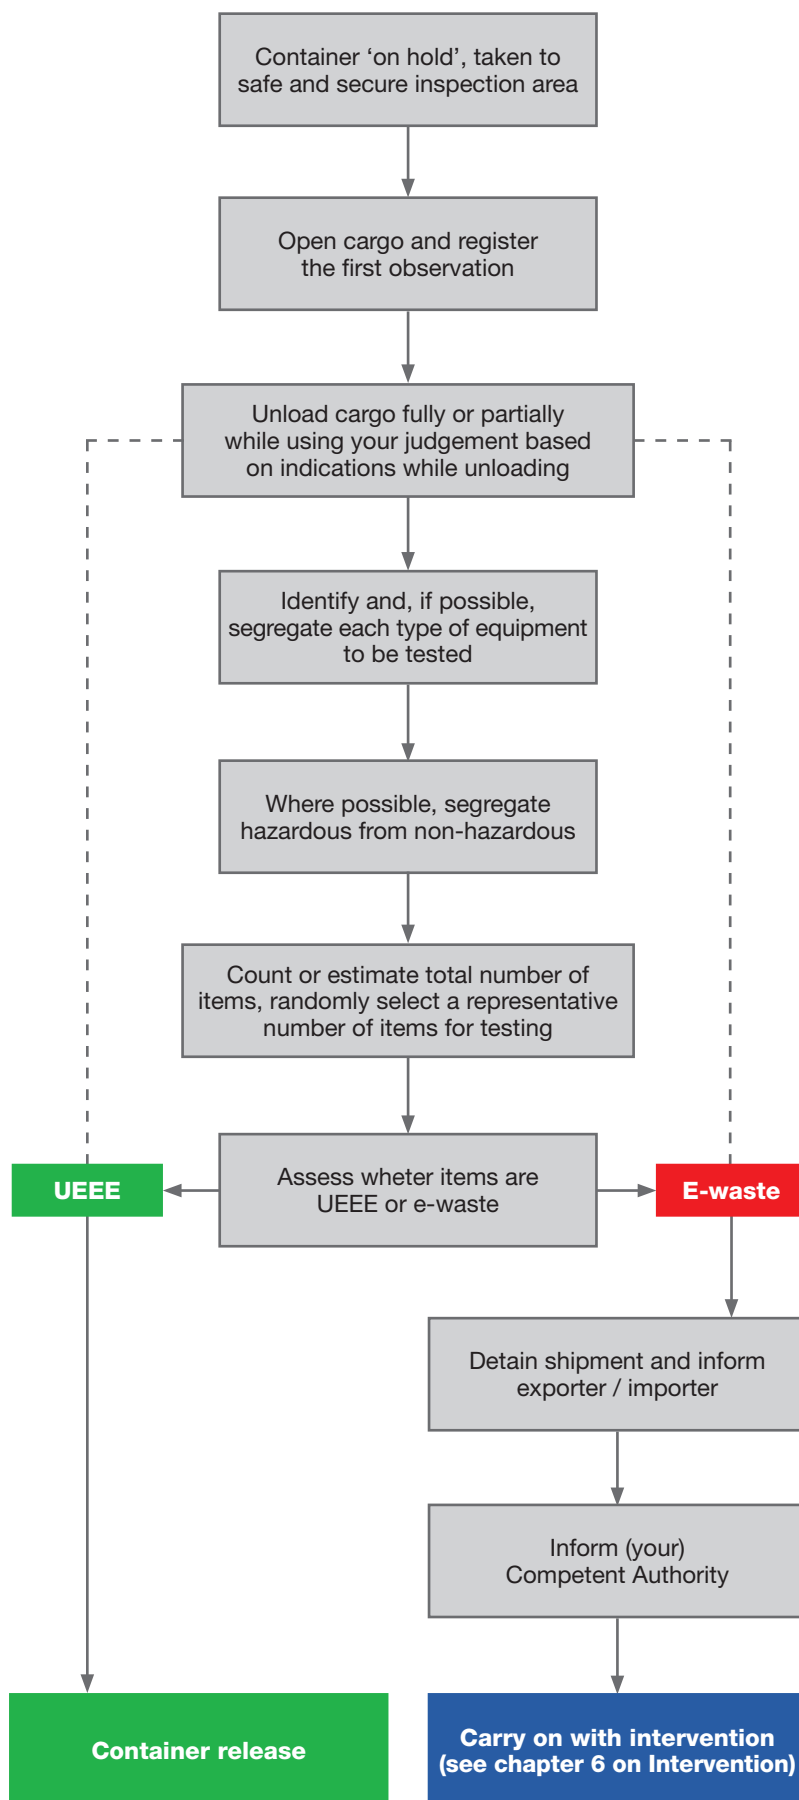 Container ‘on hold’, taken to
safe and secure inspection area
Open cargo and register
the first observation
Unload cargo fully or partially
while using your judgement based
on indications while unloading
Identify and, if possible,
segregate each type of equipment
to be tested
Where possible, segregate
hazardous from non-hazardous
Count or estimate total number of
items, randomly select a representative
number of items for testing
Assess wheter items are
UEEE or e-waste
UEEE
E-waste
Detain shipment and inform
exporter / importer
Inform (your)
Competent Authority
Container release
Carry on with intervention
(see chapter 6 on Intervention)